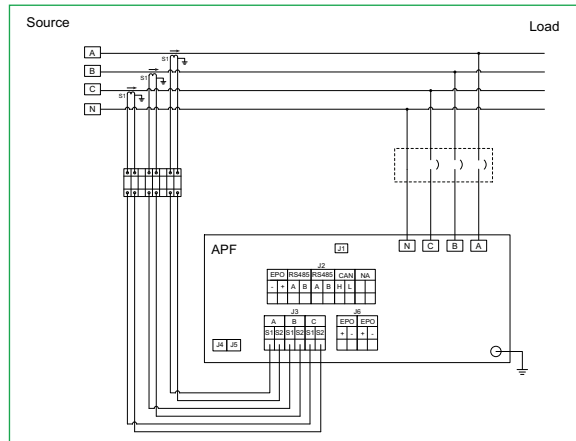 Source
Load
A
S1
B
S1
C
S1
N
N C B A
APF
J1
J2
EPO RS485 RS485 CAN NA
- + A B A B H L
J3
J6
A B C
EPO EPO
S1 S2 S1 S2 S1 S2
+ - + -
J4 J5